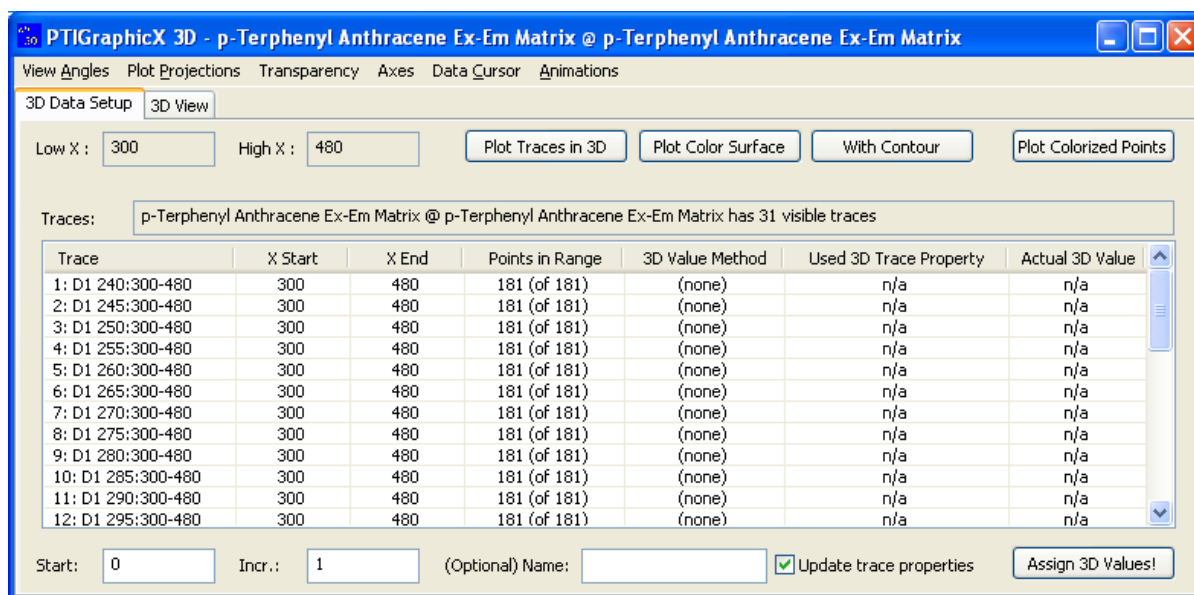 PTIGraphicX 3D - p-Terphenyl Anthracene Ex-Em Matrix @ p-Terphenyl Anthracene Ex-Em Matrix
View Angles Plot Projections Transparency Axes Data Cursor Animations
3D Data Setup 3D View
Low X : 300 High X : 480 Plot Traces in 3D Plot Color Surface With Contour Plot Colorized Points
Traces: p-Terphenyl Anthracene Ex-Em Matrix @ p-Terphenyl Anthracene Ex-Em Matrix has 31 visible traces
Trace X Start X End Points in Range 3D Value Method Used 3D Trace Property Actual 3D Value
1: D1 240:300-480 300 480 181 (of 181) (none) n/a n/a
2: D1 245:300-480 300 480 181 (of 181) (none) n/a n/a
3: D1 250:300-480 300 480 181 (of 181) (none) n/a n/a
4: D1 255:300-480 300 480 181 (of 181) (none) n/a n/a
5: D1 260:300-480 300 480 181 (of 181) (none) n/a n/a
6: D1 265:300-480 300 480 181 (of 181) (none) n/a n/a
7: D1 270:300-480 300 480 181 (of 181) (none) n/a n/a
8: D1 275:300-480 300 480 181 (of 181) (none) n/a n/a
9: D1 280:300-480 300 480 181 (of 181) (none) n/a n/a
10: D1 285:300-480 300 480 181 (of 181) (none) n/a n/a
11: D1 290:300-480 300 480 181 (of 181) (none) n/a n/a
12: D1 295:300-480 300 480 181 (of 181) (none) n/a n/a
Start: 0 Incr.: 1 (Optional) Name: Update trace properties Assign 3D Values!